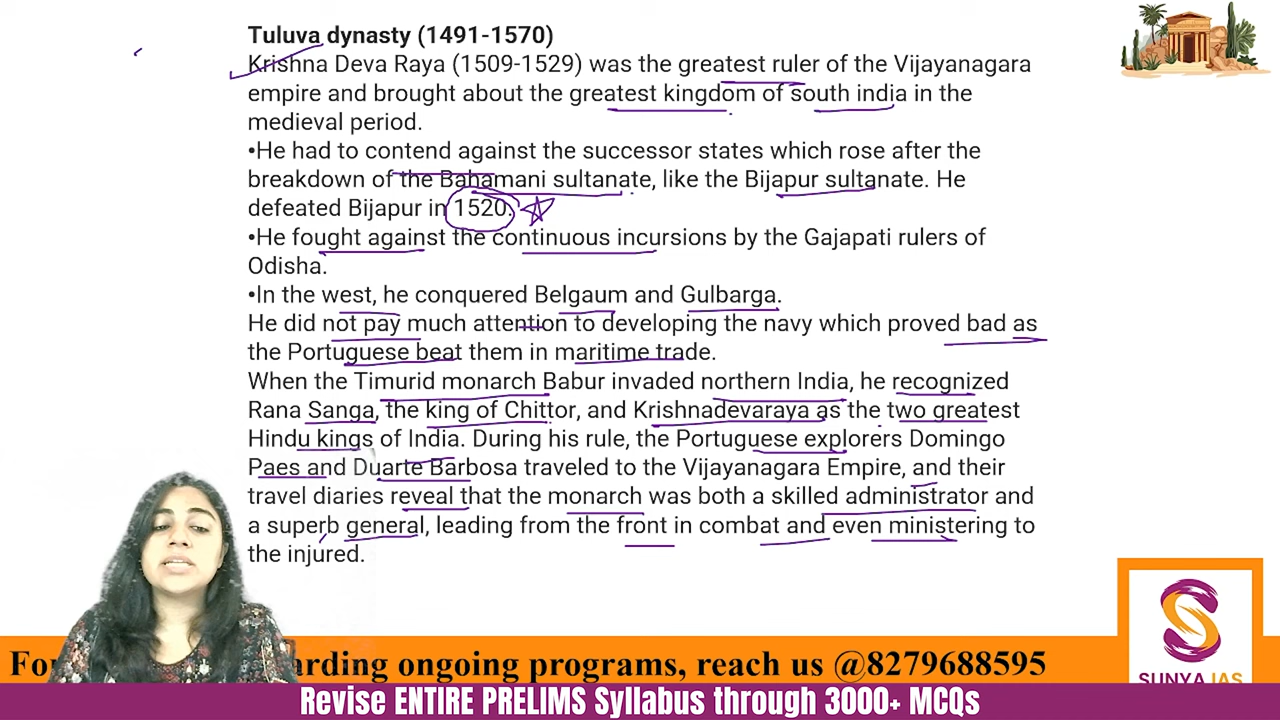 Tuluva dynasty (1491-1570)
Krishna Deva Raya (1509-1529) was the greatest ruler of the Vijayanagara
empire and brought about the greatest kingdom of south india in the
medieval period.
•He had to contend against the successor states which rose after the
breakdown of the Bahamani sultanate, like the Bijapur sultanate. He
defeated Bijapur in 1520.
•He fought against the continuous incursions by the Gajapati rulers of
Odisha.
•In the west, he conquered Belgaum and Gulbarga.
He did not pay much attention to developing the navy which proved bad as
the Portuguese beat them in maritime trade.
When the Timurid monarch Babur invaded northern India, he recognized
Rana Sanga, the king of Chittor, and Krishnadevaraya as the two greatest
Hindu kings of India. During his rule, the Portuguese explorers Domingo
Paes and Duarte Barbosa traveled to the Vijayanagara Empire, and their
travel diaries reveal that the monarch was both a skilled administrator and
a superb general, leading from the front in combat and even ministering to
the injured.
ongoing programs, reach us @8279688595
SUNYA IAS
Revise ENTIRE PRELIMS Syllabus through 3000+ MCQs